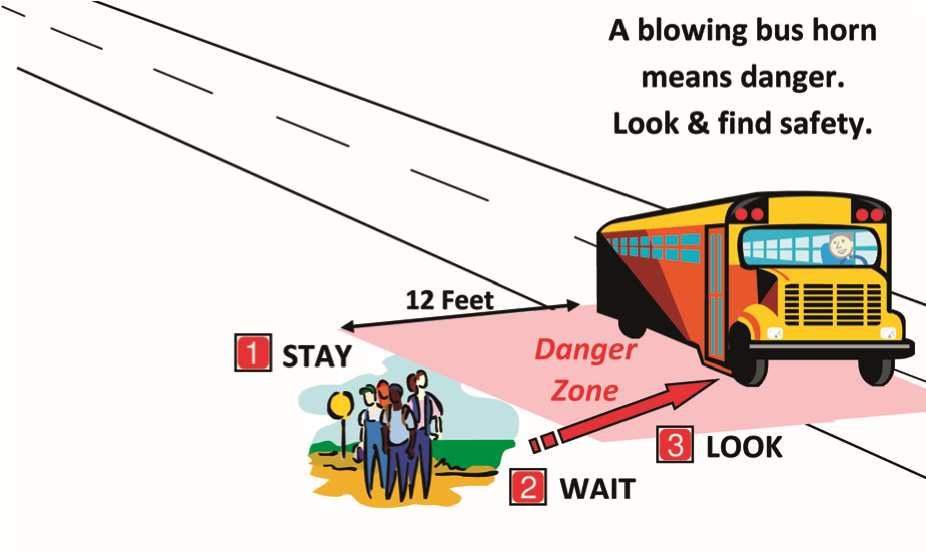 A blowing bus horn
means danger.
Look & find safety.
12 Feet
1 STAY
Danger
Zone
3 LOOK
2 WAIT